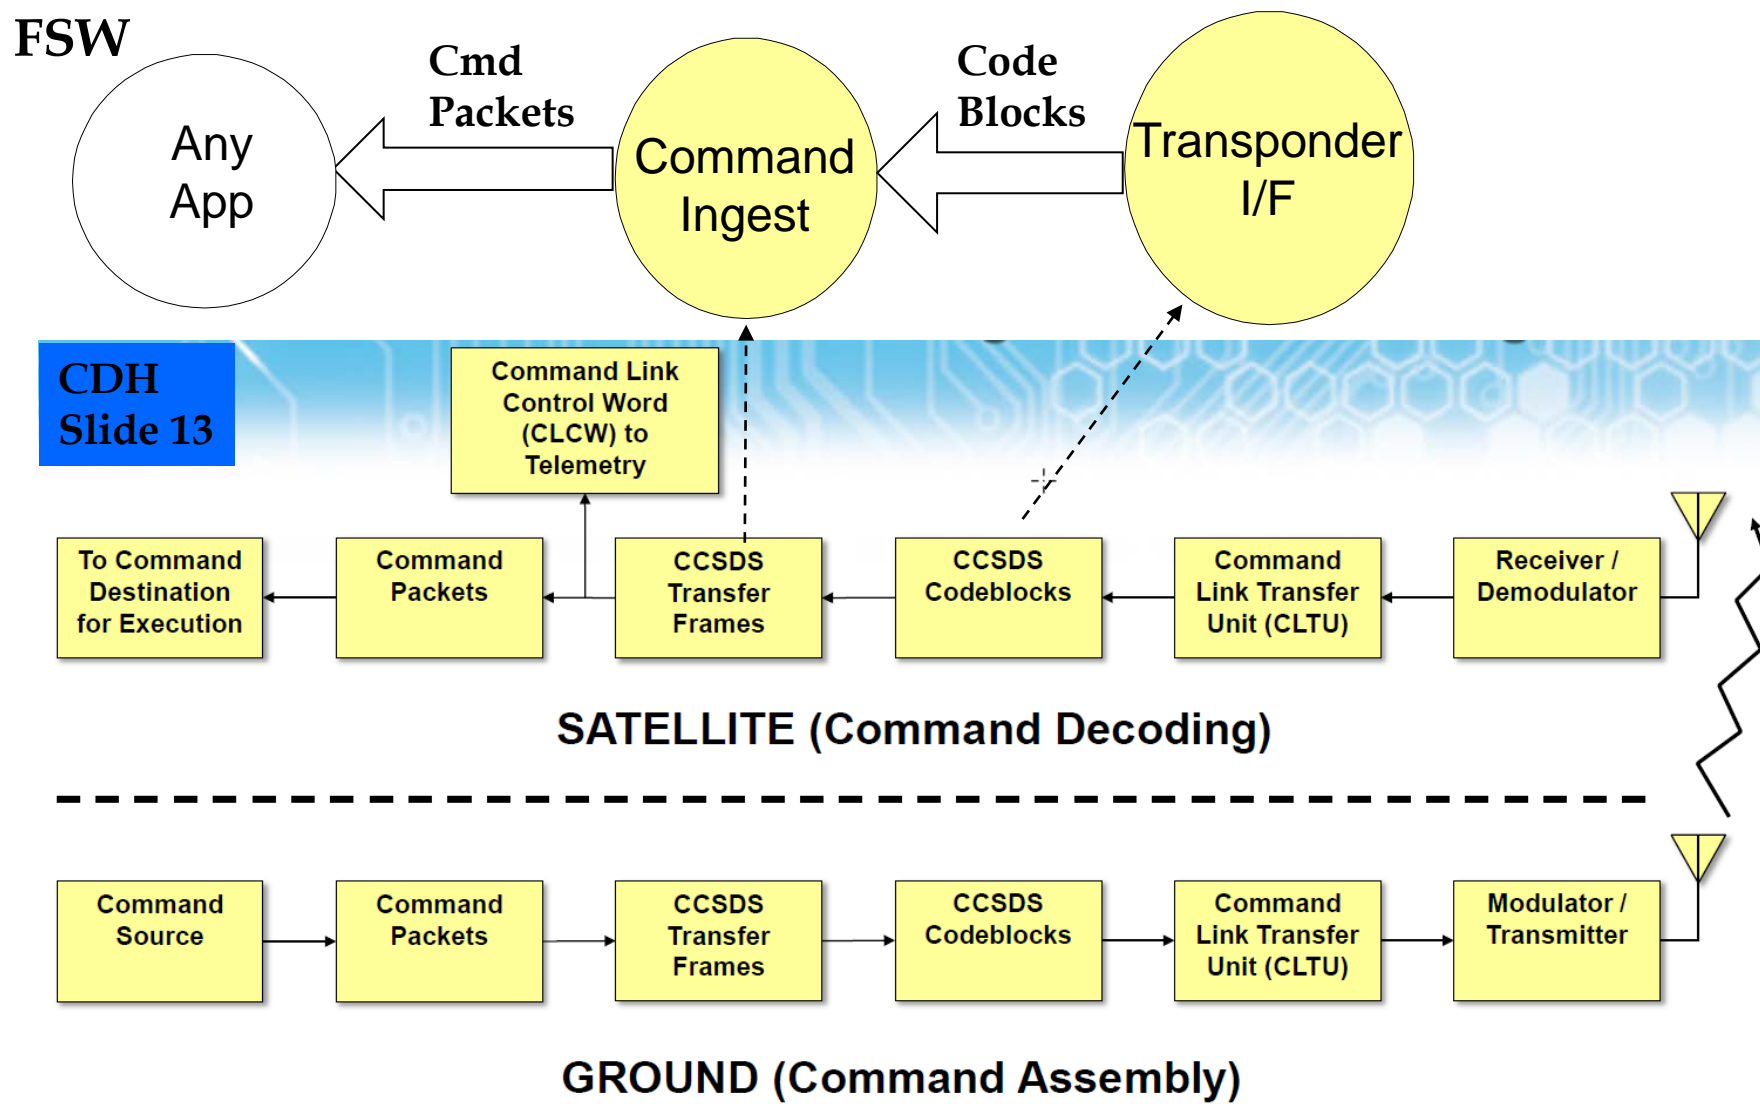 FSW
Cmd
Packets
Code
Blocks
Any
App
Command
Ingest
Transponder
I/F
CDH
Slide 13
Command Link
Control Word
(CLCW) to
Telemetry
To Command
Destination
for Execution
Command
Packets
CCSDS
Transfer
Frames
CCSDS
Codeblocks
Command
Link Transfer
Unit (CLTU)
Receiver /
Demodulator
SATELLITE (Command Decoding)
Command
Source
Command
Packets
CCSDS
Transfer
Frames
CCSDS
Codeblocks
Command
Link Transfer
Unit (CLTU)
Modulator /
Transmitter
GROUND (Command Assembly)